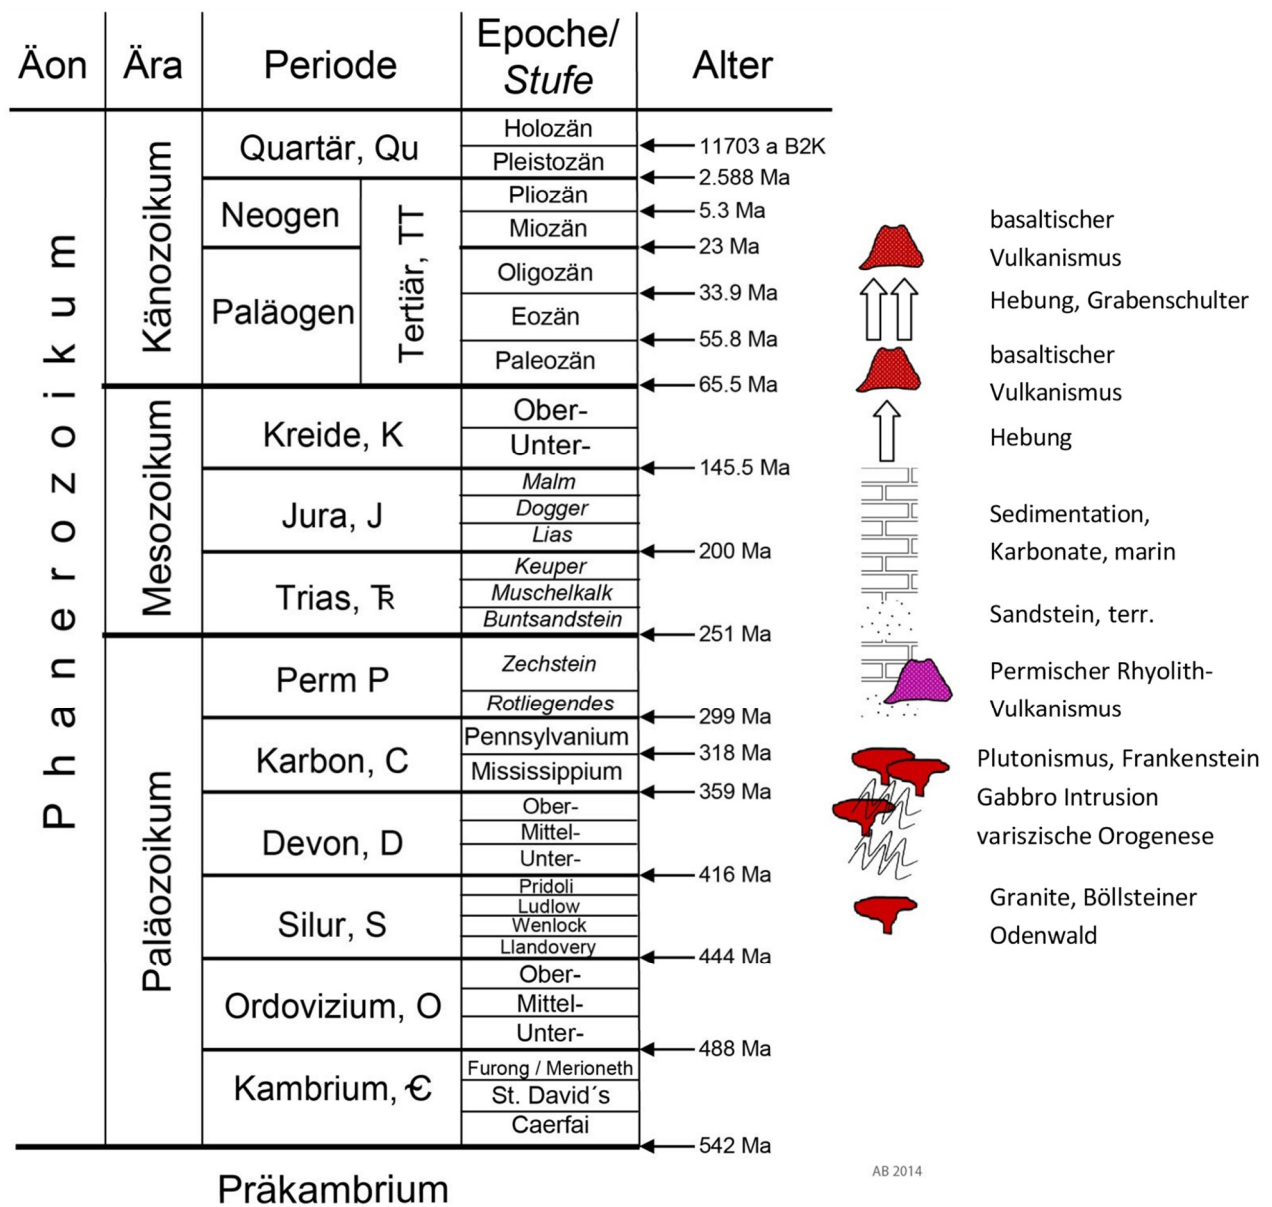 Äon
Ära
Periode
Epoche/
Stufe
Alter
Phanerozoikum
Känozoikum
Quartär, Qu
Holozän
11703 a B2K
Pleistozän
2.588 Ma
Neogen
Tertiär, TT
Pliozän
5.3 Ma
Miozän
23 Ma
Paläogen
Oligozän
33.9 Ma
Eozän
55.8 Ma
Paleozän
65.5 Ma
Mesozoikum
Kreide, K
Ober-
Unter-
145.5 Ma
Jura, J
Malm
Dogger
Lias
200 Ma
Trias, TR
Keuper
Muschelkalk
Buntsandstein
251 Ma
Paläozoikum
Perm P
Zechstein
Rotliegendes
299 Ma
Karbon, C
Pennsylvanium
318 Ma
Mississippium
359 Ma
Devon, D
Ober-
Mittel-
Unter-
416 Ma
Silur, S
Pridoli
Ludlow
Wenlock
Llandovery
444 Ma
Ordovizium, O
Ober-
Mittel-
Unter-
488 Ma
Kambrium, Є
Furong / Merioneth
St. David´s
Caerfai
542 Ma
Präkambrium
basaltischer
Vulkanismus
Hebung, Grabenschulter
basaltischer
Vulkanismus
Hebung
Sedimentation,
Karbonate, marin
Sandstein, terr.
Permischer Rhyolith-
Vulkanismus
Plutonismus, Frankenstein
Gabbro Intrusion
variszische Orogenese
Granite, Böllsteiner
Odenwald
AB 2014